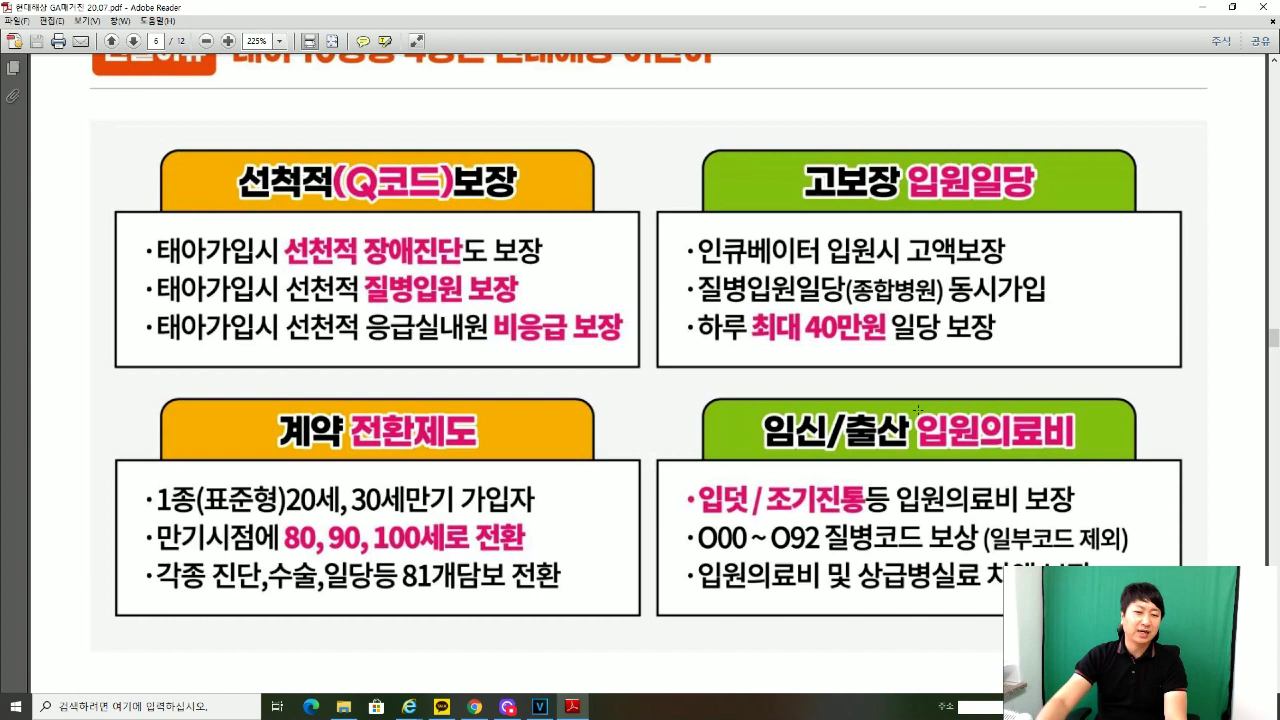 현대해상 GA매거진 20.07.pdf - Adobe Reader
파일(F) 편집(E) 보기(V) 창(W) 도움말(H)
6 / 12 225% 주석 공유
선척적(Q코드)보장
·태아가입시 선천적 장애진단도 보장
·태아가입시 선천적 질병입원 보장
·태아가입시 선천적 응급실내원 비응급 보장
고보장 입원일당
·인큐베이터 입원시 고액보장
·질병입원일당(종합병원) 동시가입
·하루 최대 40만원 일당 보장
계약 전환제도
·1종(표준형)20세, 30세만기 가입자
·만기시점에 80, 90, 100세로 전환
·각종 진단,수술,일당등 81개담보 전환
임신/출산 입원의료비
·입덧 / 조기진통등 입원의료비 보장
·O00 ~ O92 질병코드 보상 (일부코드 제외)
·입원의료비 및 상급병실료
검색하려면 여기에 입력하십시오.
주소